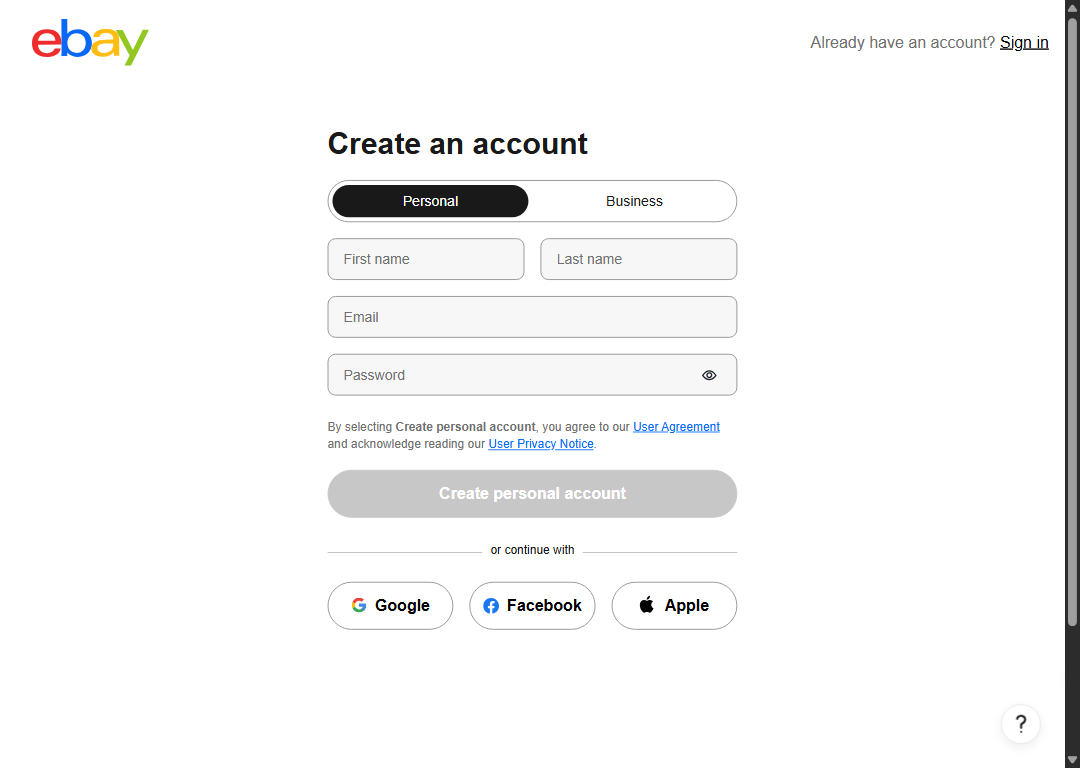 ebay
Already have an account? Sign in
Create an account
Personal
Business
First name
Last name
Email
Password
By selecting Create personal account, you agree to our User Agreement
and acknowledge reading our User Privacy Notice.
Create personal account
or continue with
Google
Facebook
Apple
?